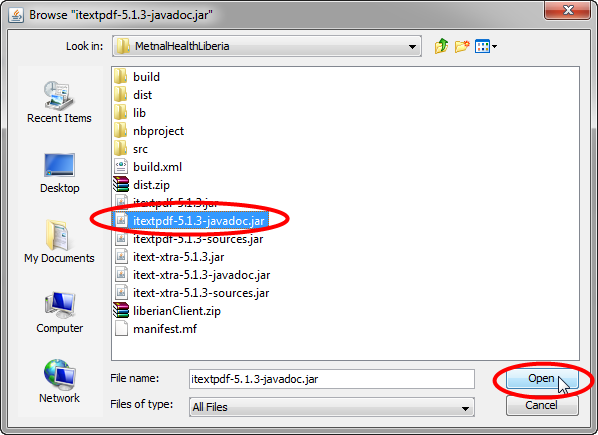 Browse "itextpdf-5.1.3-javadoc.jar"
Look in: MetnalHealthLiberia
Recent Items
Desktop
My Documents
Computer
Network
build
dist
lib
nbproject
src
build.xml
dist.zip
itextpdf-5.1.3.jar
itextpdf-5.1.3-javadoc.jar
itextpdf-5.1.3-sources.jar
itext-xtra-5.1.3.jar
itext-xtra-5.1.3-javadoc.jar
itext-xtra-5.1.3-sources.jar
liberianClient.zip
manifest.mf
File name: itextpdf-5.1.3-javadoc.jar Open
Files of type: All Files Cancel